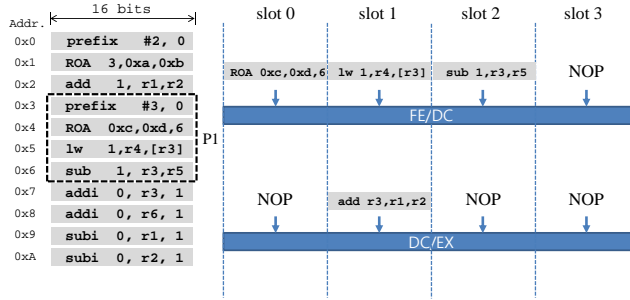 16 bits
Addr.
0x0 prefix #2, 0
0x1 ROA 3,0xa,0xb
0x2 add 1, r1,r2
0x3 prefix #3, 0
0x4 ROA 0xc,0xd,6
0x5 lw 1,r4,[r3]
0x6 sub 1, r3,r5
0x7 addi 0, r3, 1
0x8 addi 0, r6, 1
0x9 subi 0, r1, 1
0xA subi 0, r2, 1
P1
slot 0 slot 1 slot 2 slot 3
ROA 0xc,0xd,6 lw 1,r4,[r3] sub 1,r3,r5 NOP
FE/DC
NOP add r3,r1,r2 NOP NOP
DC/EX